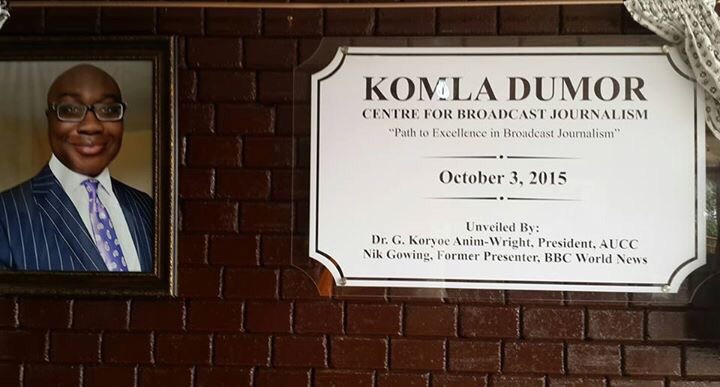 KOMLA DUMOR
CENTRE FOR BROADCAST JOURNALISM
"Path to Excellence in Broadcast Journalism"
October 3, 2015
Unveiled By:
Dr. G. Koryoe Anim-Wright, President, AUCC
Nik Gowing, Former Presenter, BBC World News